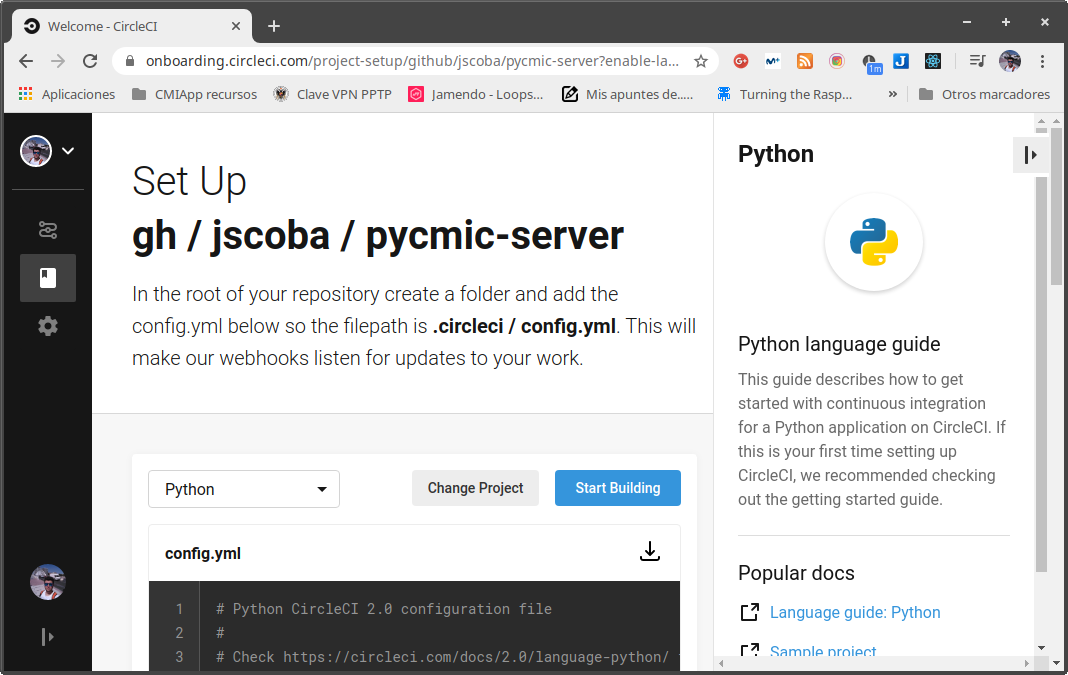 Welcome - CircleCI
onboarding.circleci.com/project-setup/github/jscoba/pycmic-server?enable-la...
1m
Aplicaciones CMIApp recursos Clave VPN PPTP Jamendo - Loops... Mis apuntes de..... Turning the Rasp... » Otros marcadores
Set Up
gh / jscoba / pycmic-server
In the root of your repository create a folder and add the
config.yml below so the filepath is .circleci / config.yml. This will
make our webhooks listen for updates to your work.
Python Change Project Start Building
config.yml
1 # Python CircleCI 2.0 configuration file
2 #
3 # Check https://circleci.com/docs/2.0/language-python/
Python
Python language guide
This guide describes how to get
started with continuous integration
for a Python application on CircleCI. If
this is your first time setting up
CircleCI, we recommended checking
out the getting started guide.
Popular docs
Language guide: Python
Sample project